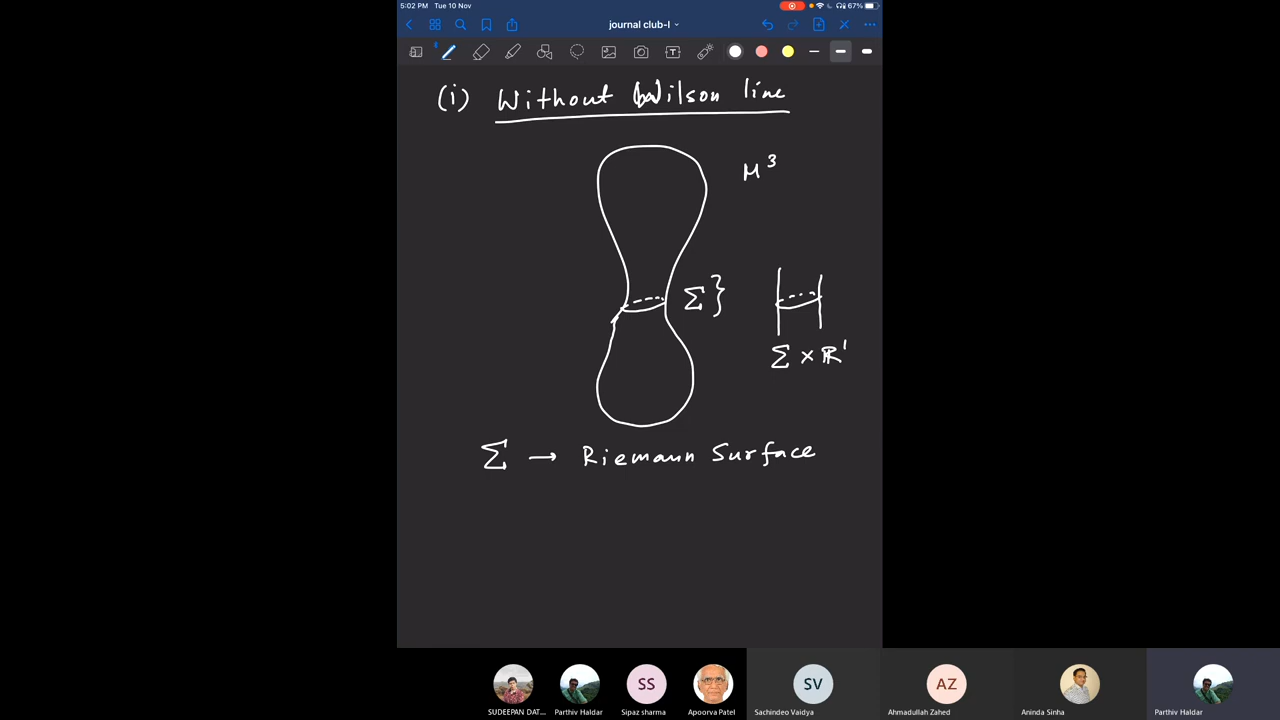 5:02 PM Tue 10 Nov
67%
journal club-I
(i) Without Wilson line
M³
Σ}
Σ × ℝ¹
Σ → Riemann Surface
SUDEEPAN DAT...
Parthiv Haldar
SS
Sipaz sharma
Apoorva Patel
SV
Sachindeo Vaidya
AZ
Ahmadullah Zahed
Aninda Sinha
Parthiv Haldar